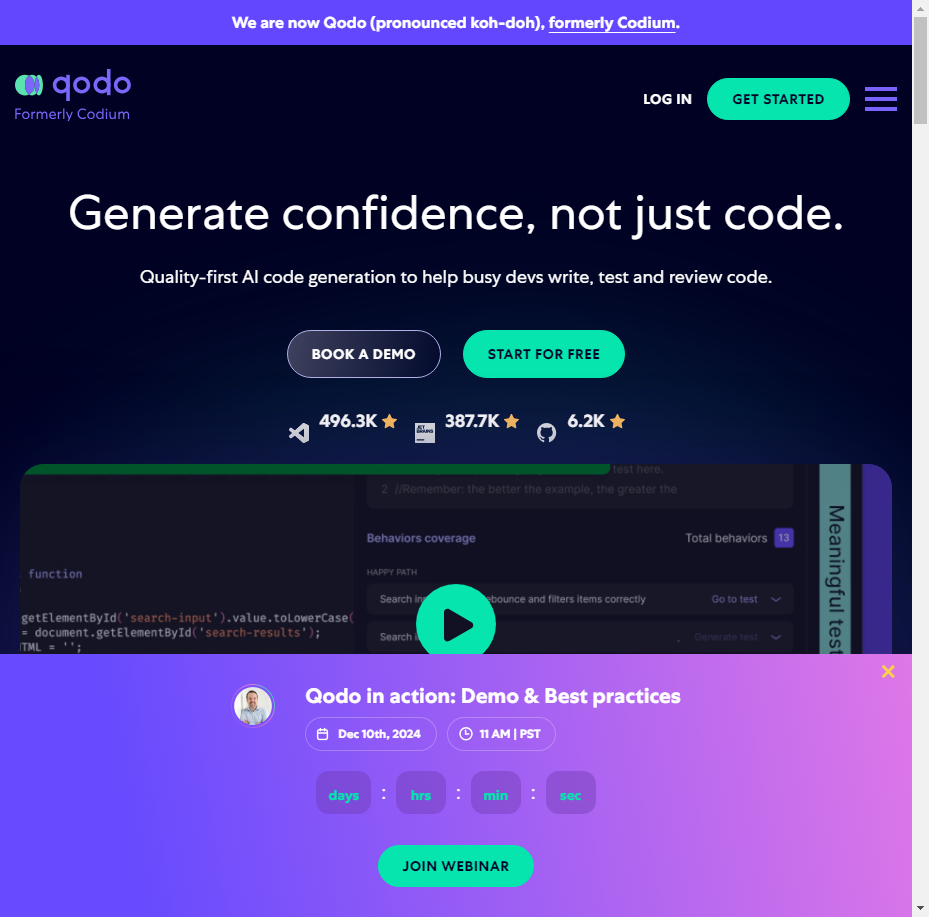 We are now Qodo (pronounced koh-doh), formerly Codium.
qodo
Formerly Codium
LOG IN
GET STARTED
Generate confidence, not just code.
Quality-first AI code generation to help busy devs write, test and review code.
BOOK A DEMO
START FOR FREE
496.3K
JET BRAINS
387.7K
6.2K
test here.
2 //Remember: the better the example, the greater the
Behaviors coverage
Total behaviors 13
HAPPY PATH
function
Search in
ebounce and filters items correctly
Go to test
getElementById('search-input').value.toLowerCase(
= document.getElementById('search-results');
Search i
Generate test
TML = '';
Meaningful test
Qodo in action: Demo & Best practices
Dec 10th, 2024
11 AM | PST
days : hrs : min : sec
JOIN WEBINAR